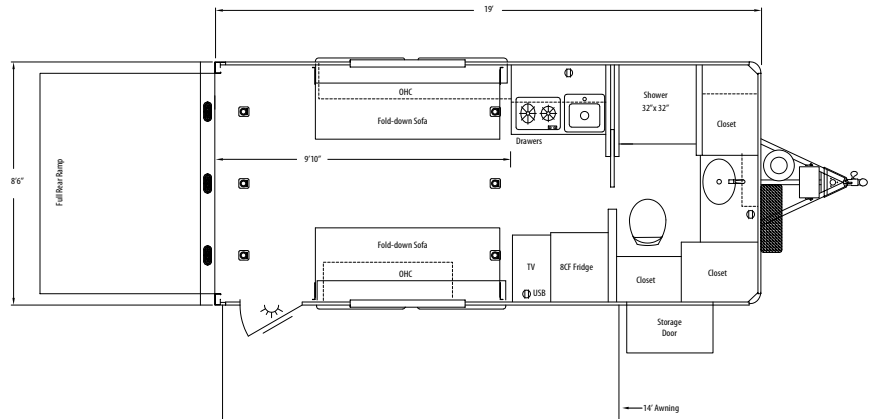 19'
OHC
Fold-down Sofa
Drawers
Shower
32"x 32"
Closet
9'10"
8'6"
Full Rear Ramp
Fold-down Sofa
OHC
TV
USB
8CF Fridge
Closet
Closet
Storage
Door
14' Awning